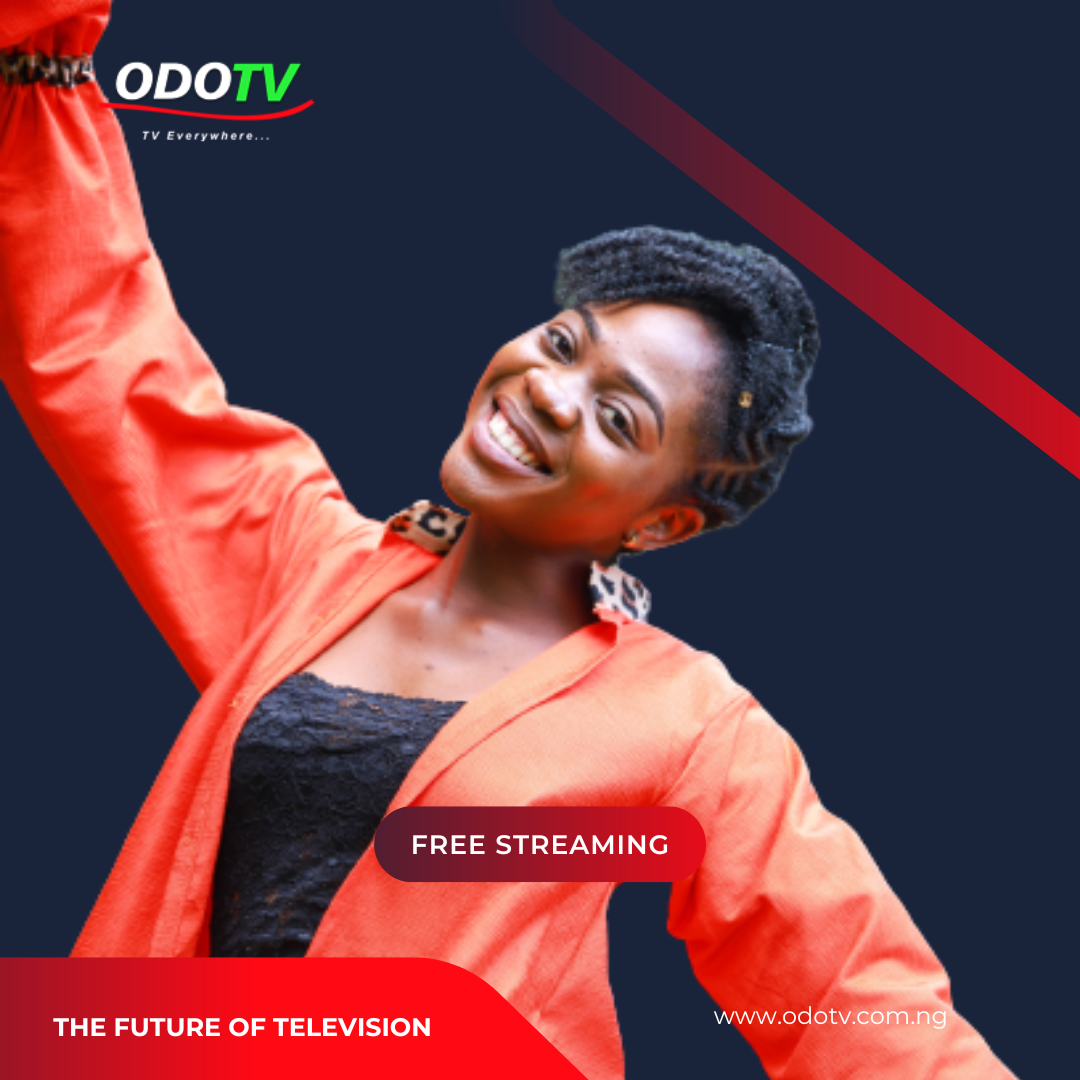 ODOTV
TV Everywhere...
FREE STREAMING
THE FUTURE OF TELEVISION
www.odotv.com.ng